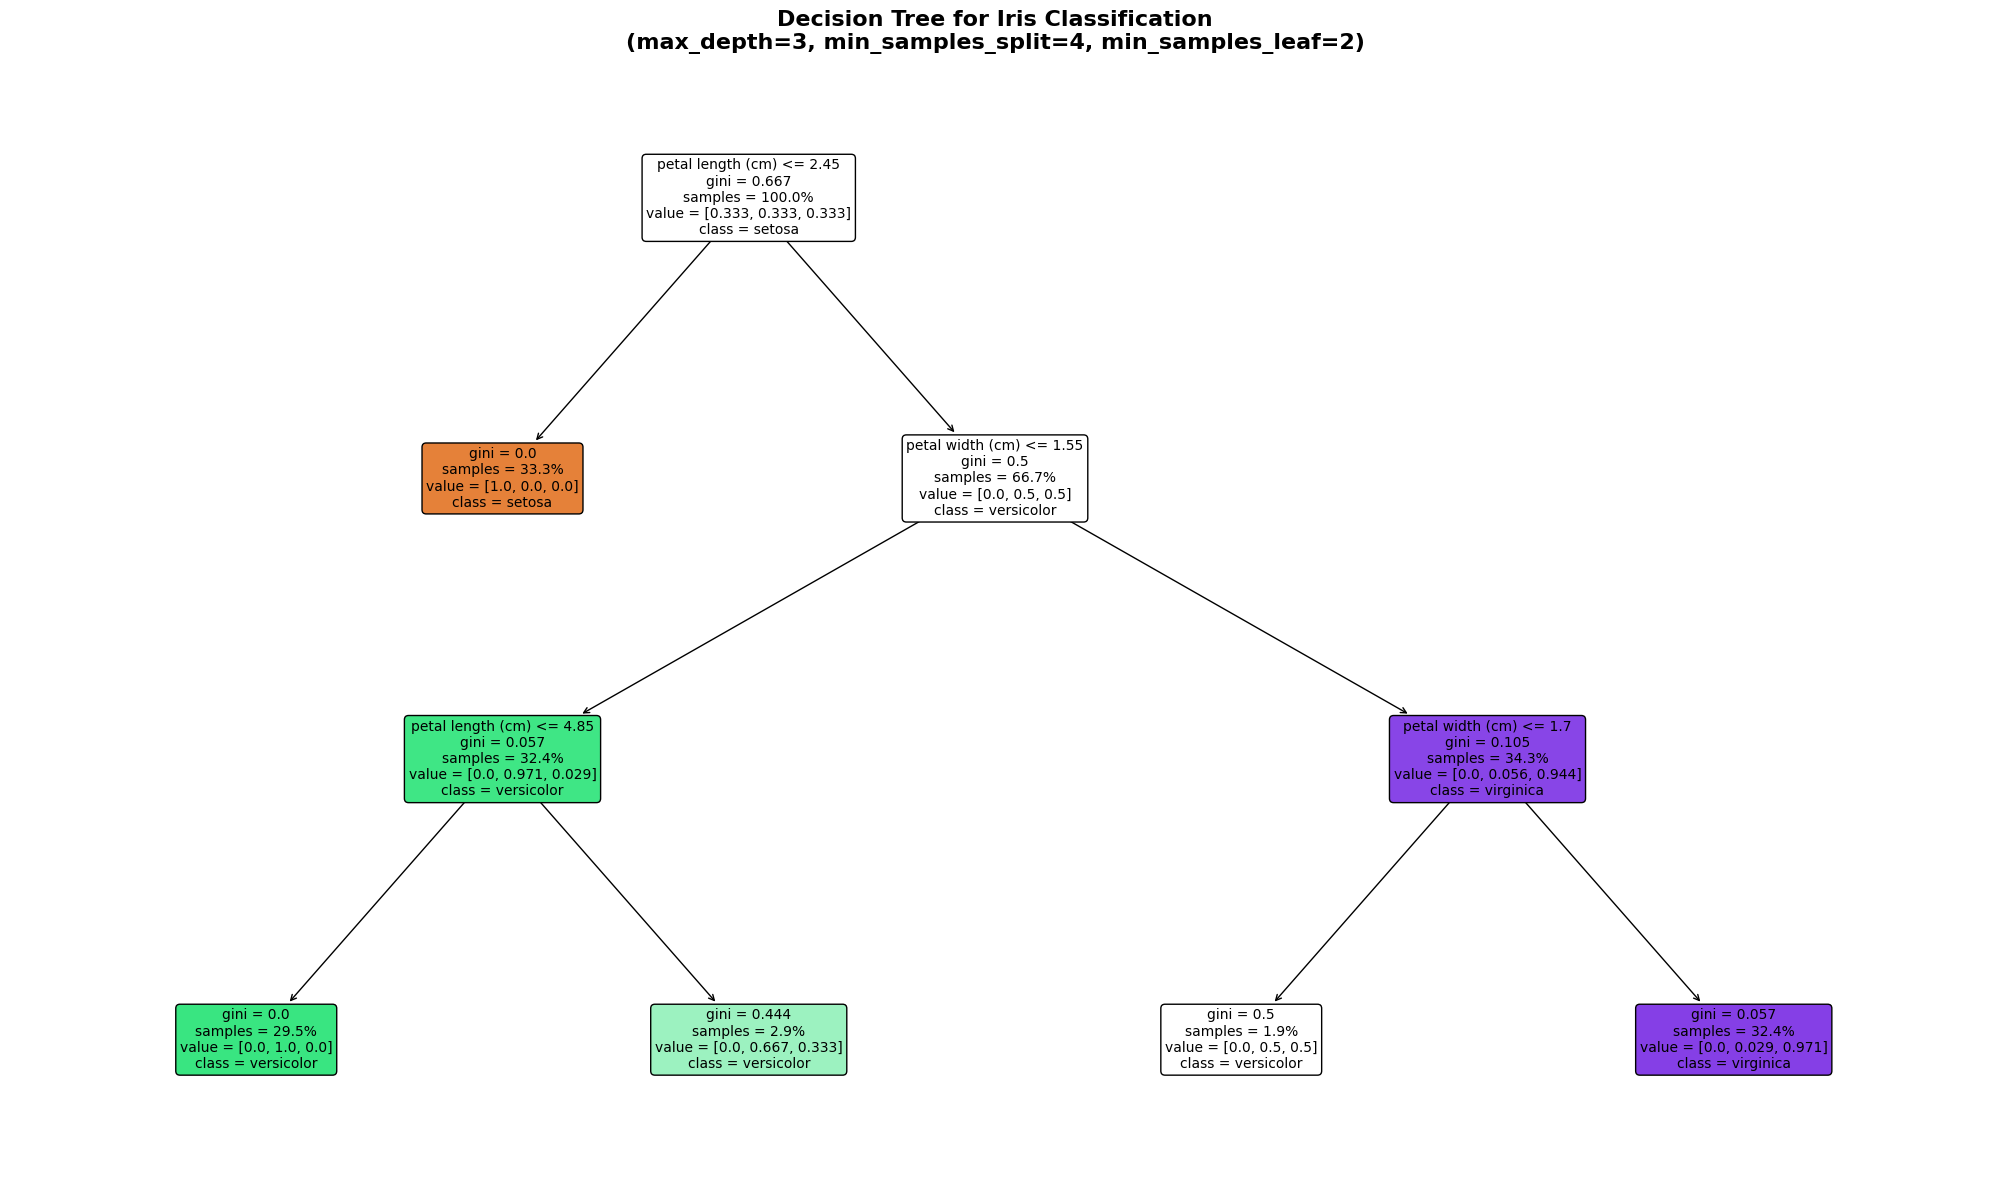 Decision Tree for Iris Classification
(max_depth=3, min_samples_split=4, min_samples_leaf=2)
petal length (cm) <= 2.45
gini = 0.667
samples = 100.0%
value = [0.333, 0.333, 0.333]
class = setosa
gini = 0.0
samples = 33.3%
value = [1.0, 0.0, 0.0]
class = setosa
petal width (cm) <= 1.55
gini = 0.5
samples = 66.7%
value = [0.0, 0.5, 0.5]
class = versicolor
petal length (cm) <= 4.85
gini = 0.057
samples = 32.4%
value = [0.0, 0.971, 0.029]
class = versicolor
petal width (cm) <= 1.7
gini = 0.105
samples = 34.3%
value = [0.0, 0.056, 0.944]
class = virginica
gini = 0.0
samples = 29.5%
value = [0.0, 1.0, 0.0]
class = versicolor
gini = 0.444
samples = 2.9%
value = [0.0, 0.667, 0.333]
class = versicolor
gini = 0.5
samples = 1.9%
value = [0.0, 0.5, 0.5]
class = versicolor
gini = 0.057
samples = 32.4%
value = [0.0, 0.029, 0.971]
class = virginica